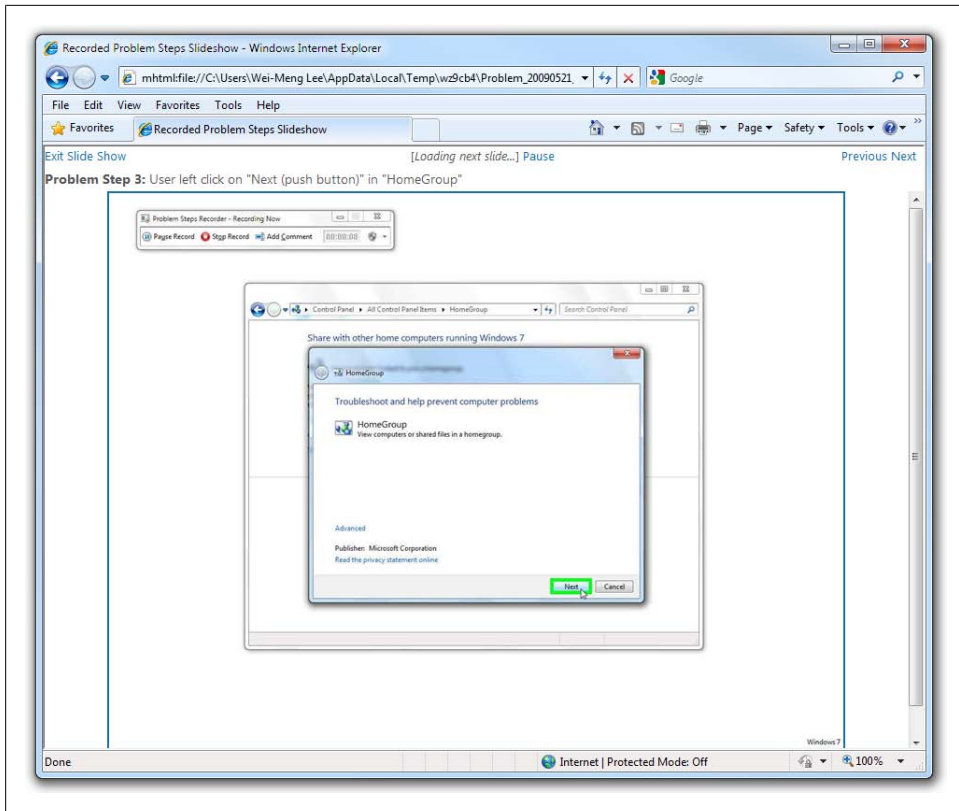 Recorded Problem Steps Slideshow - Windows Internet Explorer
mhtml:file://C:\Users\Wei-Meng Lee\AppData\Local\Temp\wz9cb4\Problem_20090521_
Google
File Edit View Favorites Tools Help
Favorites
Recorded Problem Steps Slideshow
Page
Safety
Tools
Exit Slide Show
[Loading next slide...] Pause
Previous Next
Problem Step 3: User left click on "Next (push button)" in "HomeGroup"
Problem Steps Recorder - Recording Now
Pause Record
Stop Record
Add Comment
00:00:00
Control Panel
All Control Panel Items
HomeGroup
Search Control Panel
Share with other home computers running Windows 7
HomeGroup
Troubleshoot and help prevent computer problems
HomeGroup
View computers or shared files in a homegroup.
Advanced
Publisher: Microsoft Corporation
Read the privacy statement online
Next
Cancel
Windows 7
Done
Internet | Protected Mode: Off
100%